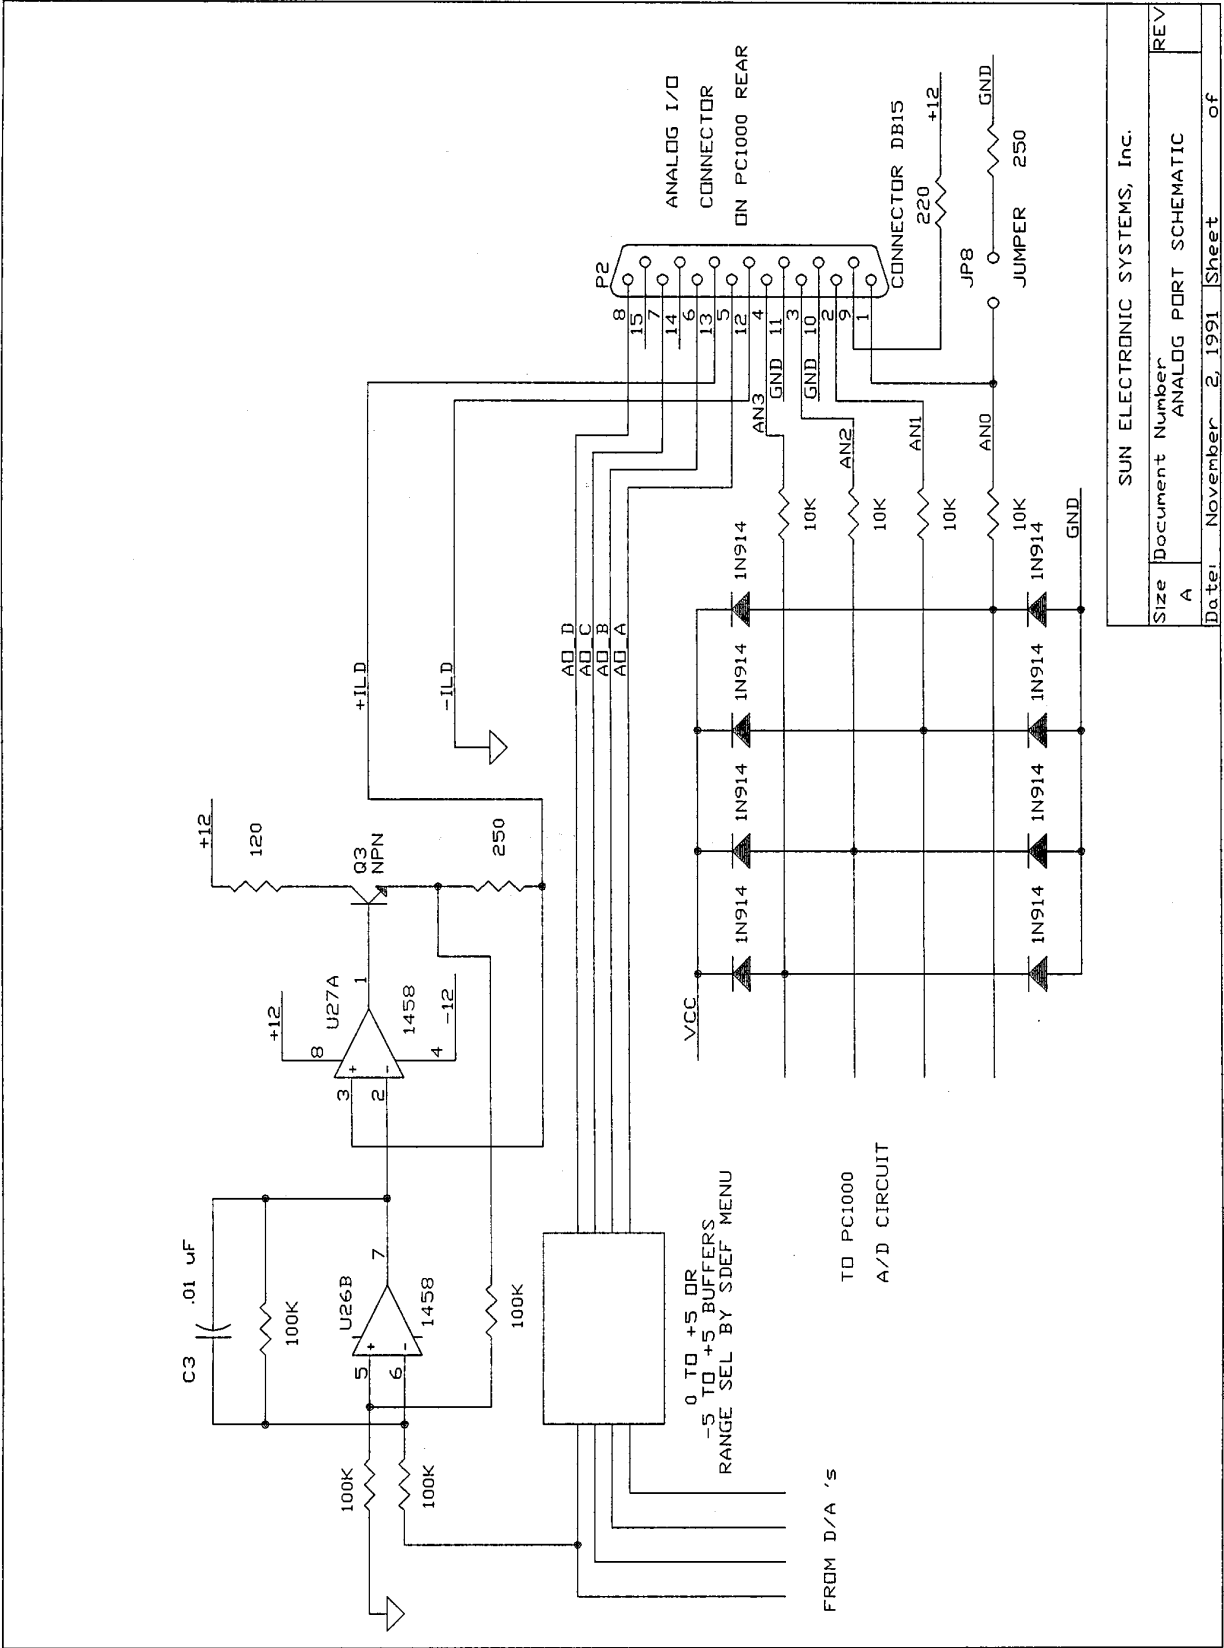 C3
.01 uF
100K
+12
120
+12
U27A
8
3
+
-
2
1
1458
4
-12
Q3
NPN
250
+ILD
-ILD
100K
100K
5
+
6
-
U26B
7
1458
100K
AO_D
AO_C
AO_B
AO_A
P2
8
15
7
14
6
13
5
12
4
11
3
10
2
9
1
ANALOG I/O
CONNECTOR
ON PC1000 REAR
CONNECTOR DB15
220
+12
0 TO +5 OR
-5 TO +5 BUFFERS
RANGE SEL BY SDEF MENU
FROM D/A 's
TO PC1000
A/D CIRCUIT
VCC
1N914
1N914
1N914
1N914
AN3
GND
GND
AN2
AN1
AN0
10K
10K
10K
10K
1N914
1N914
1N914
1N914
GND
JP8
JUMPER
250
GND
SUN ELECTRONIC SYSTEMS, Inc.
Size
Document Number
REV
A
ANALOG PORT SCHEMATIC
Date:
November 2, 1991
Sheet
of